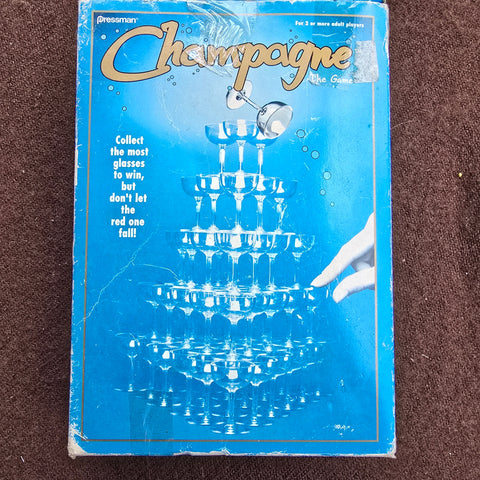 Pressman
For 2 or more adult players
Champagne
The Game
Collect
the most
glasses
to win,
but
don't let
the
red one
fall!